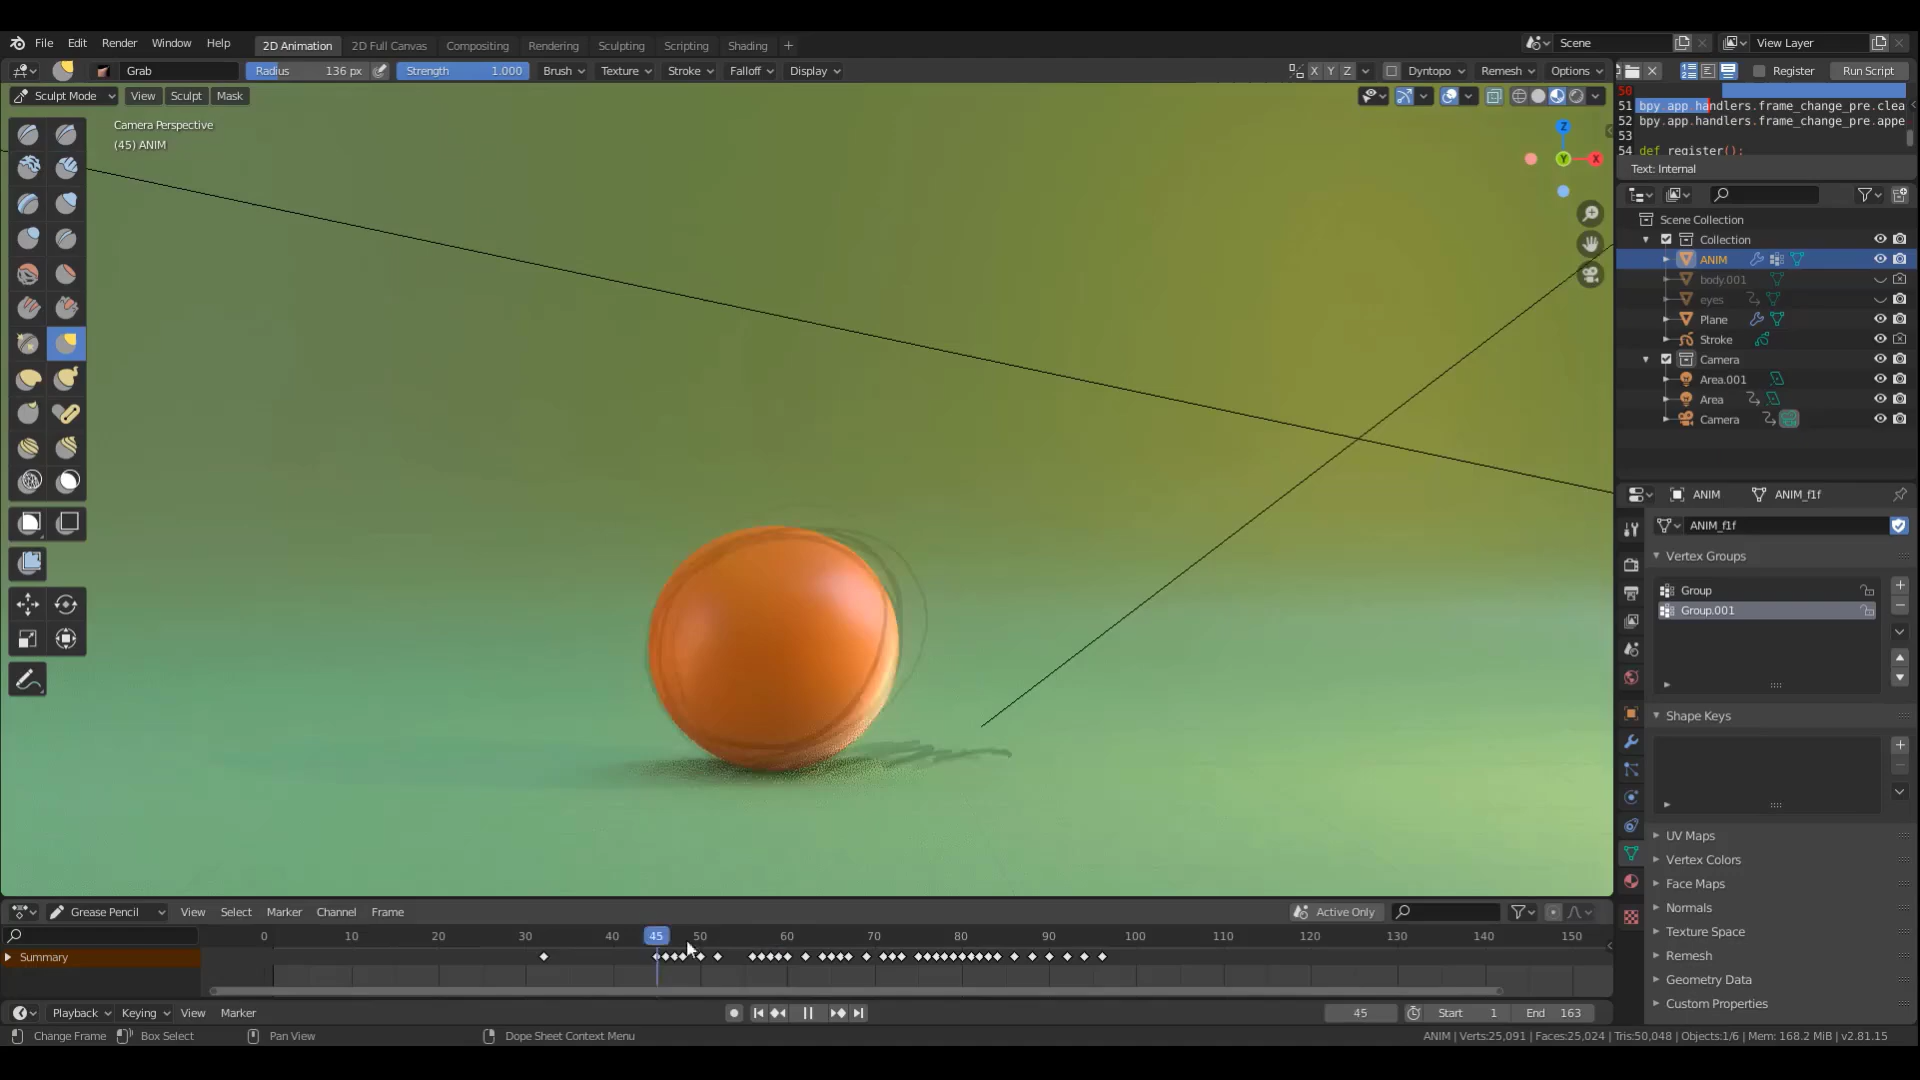 File Edit Render Window Help 2D Animation 2D Full Canvas Compositing Rendering Sculpting Scripting Shading + Scene View Layer
Grab Radius 136 px Strength 1.000 Brush Texture Stroke Falloff Display X Y Z Dyntopo Remesh Options Register Run Script
Sculpt Mode View Sculpt Mask
50
51 bpy.app.handlers.frame_change_pre.clea
52 bpy.app.handlers.frame_change_pre.appe
53
54 def register():
Text: Internal
Camera Perspective
(45) ANIM
Z
Y
X
Scene Collection
Collection
ANIM
body.001
eyes
Plane
Stroke
Camera
Area.001
Area
Camera
ANIM ANIM_f1f
ANIM_f1f
Vertex Groups
Group
Group.001
Shape Keys
UV Maps
Vertex Colors
Face Maps
Normals
Texture Space
Remesh
Geometry Data
Custom Properties
Grease Pencil View Select Marker Channel Frame Active Only
0 10 20 30 40 45 50 60 70 80 90 100 110 120 130 140 150
Summary
Playback Keying View Marker 45 Start 1 End 163
Change Frame Box Select Pan View Dope Sheet Context Menu ANIM | Verts:25,091 | Faces:25,024 | Tris:50,048 | Objects:1/6 | Mem: 168.2 MiB | v2.81.15